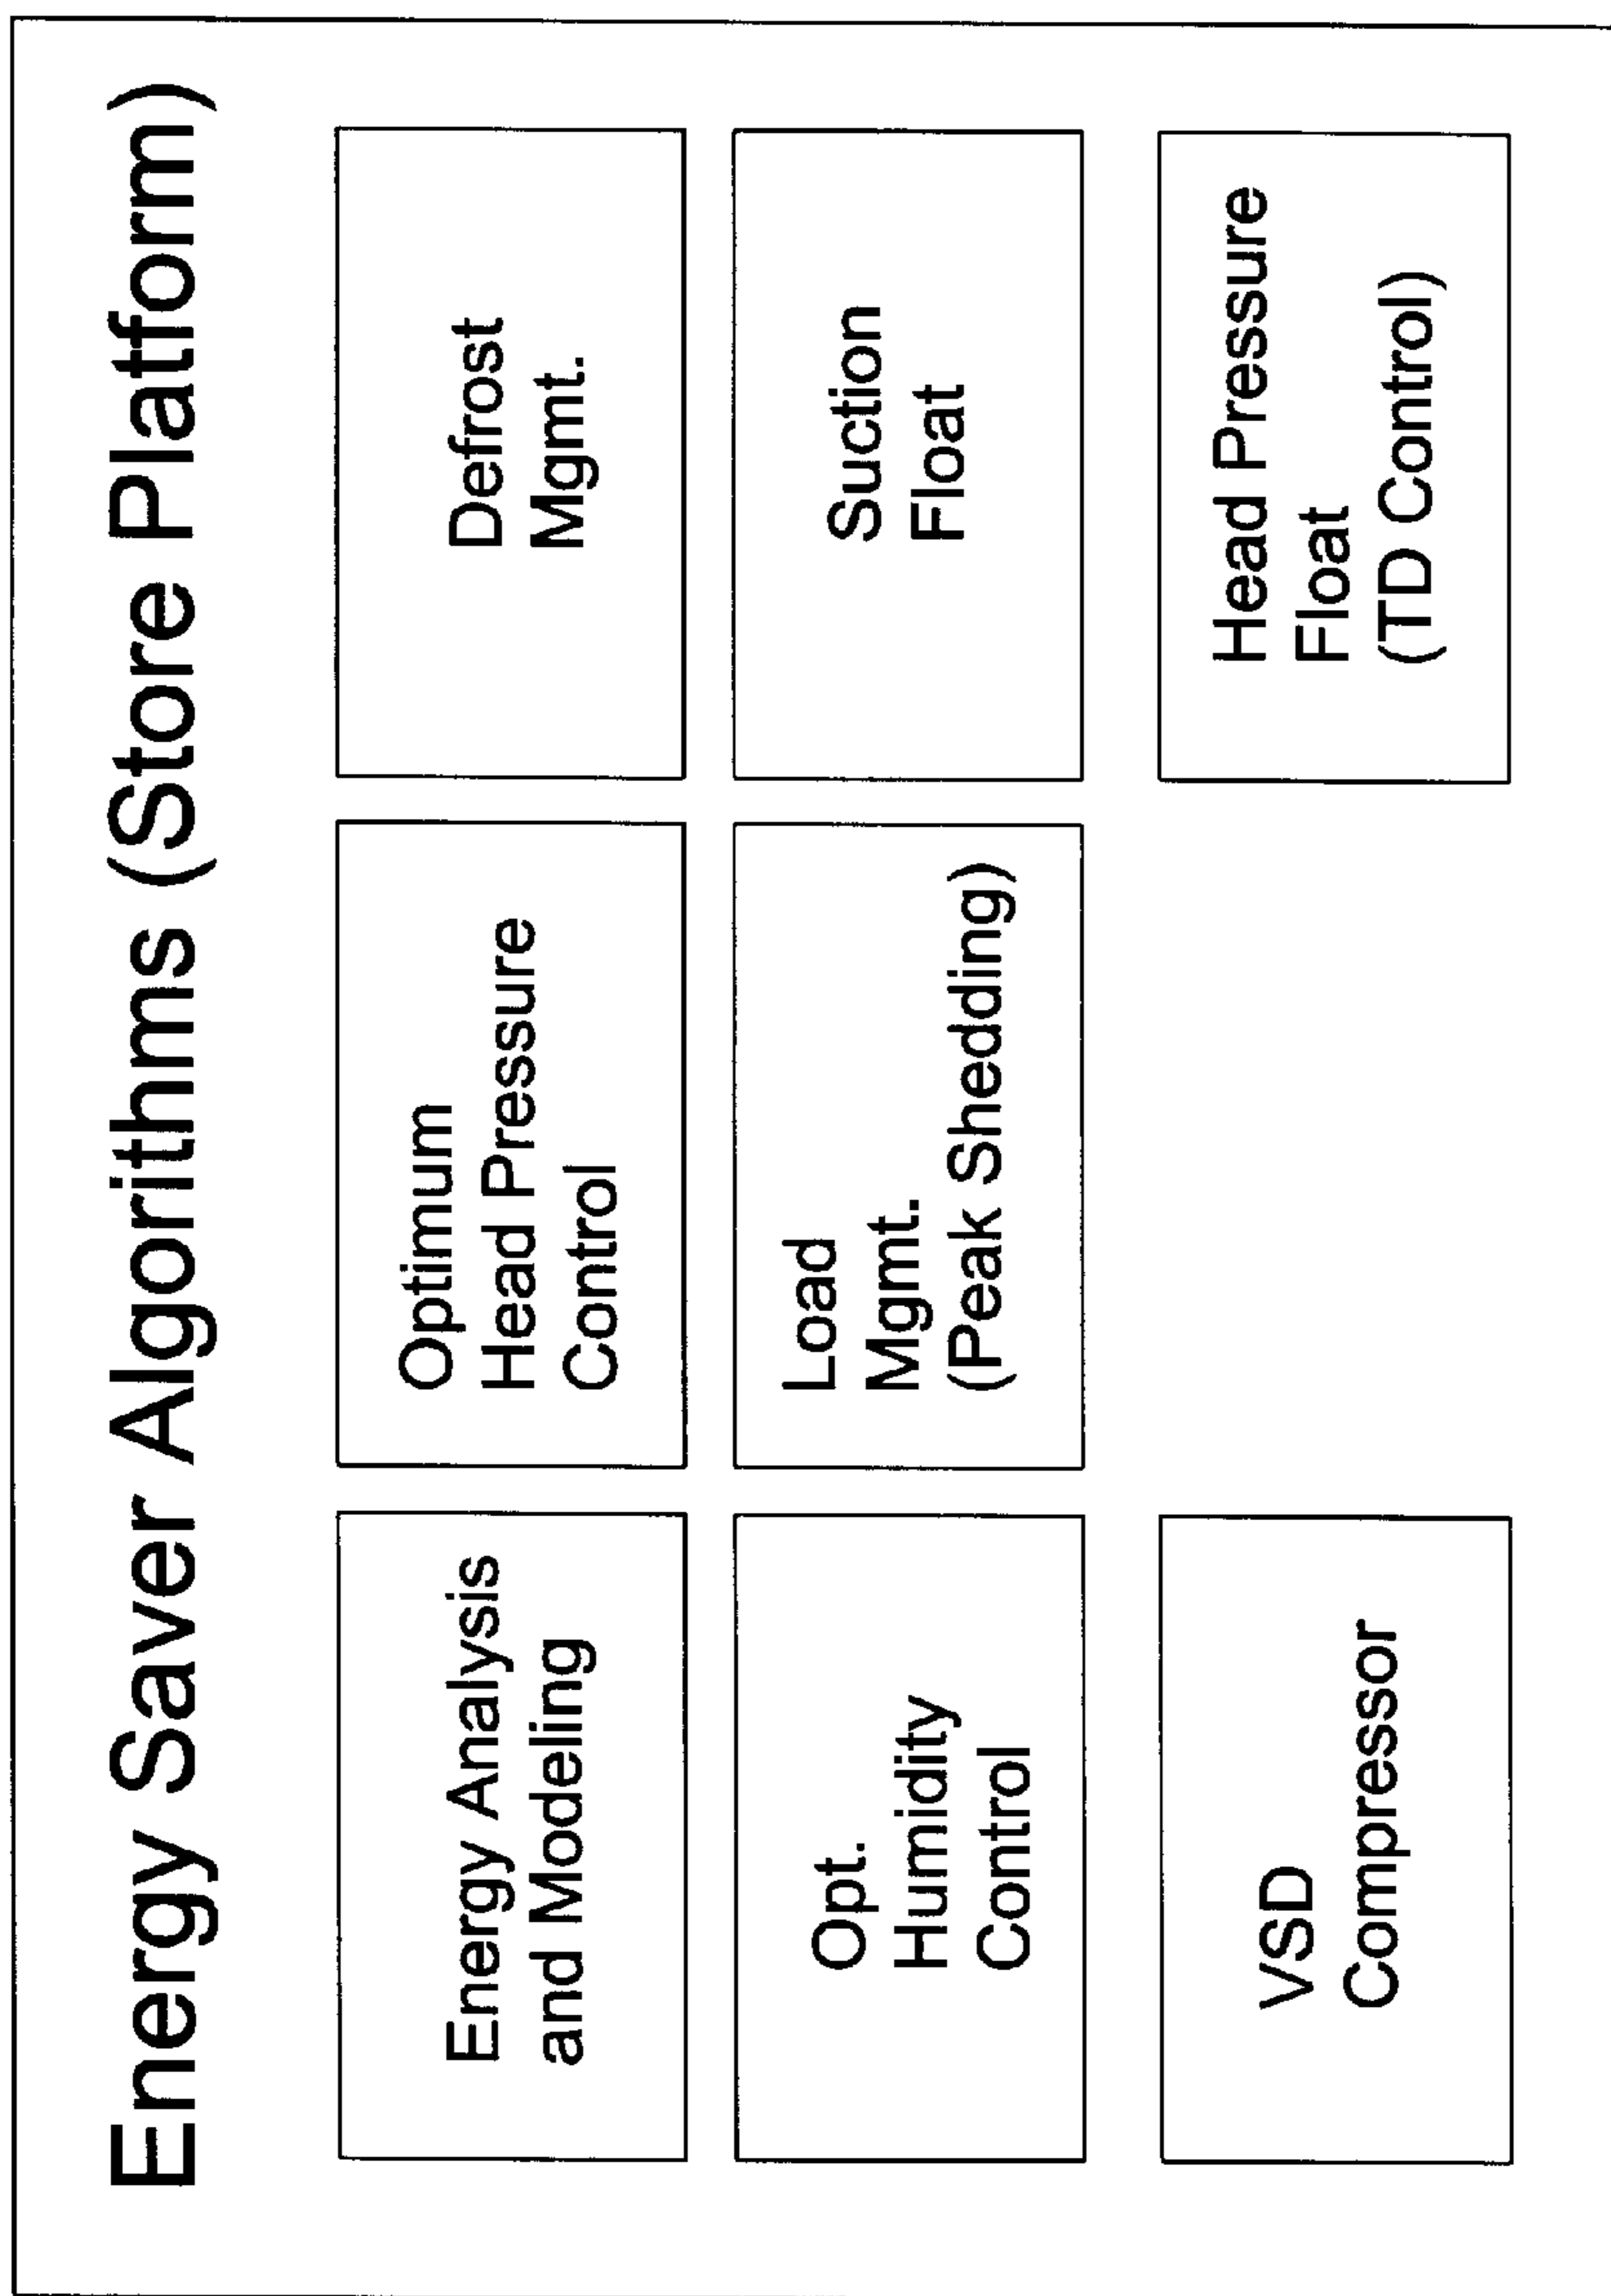 Energy Saver Algorithms (Store Platform)
Energy Analysis
and Modeling
Optimum
Head Pressure
Control
Defrost
Mgmt.
Opt.
Humidity
Control
Load
Mgmt.
(Peak Shedding)
Suction
Float
VSD
Compressor
Head Pressure
Float
(TD Control)